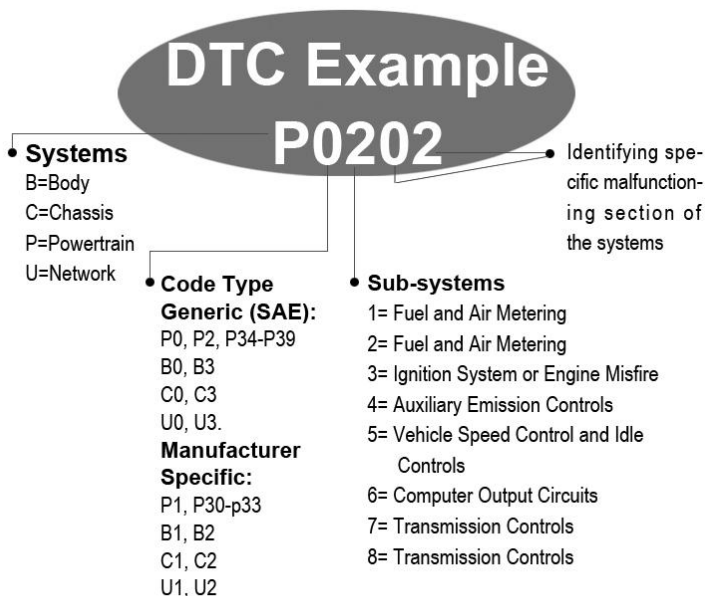 DTC Example
P0202
Systems
B=Body
C=Chassis
P=Powertrain
U=Network
Identifying spe-
cific malfunction-
ing section of
the systems
Code Type
Generic (SAE):
P0, P2, P34-P39
B0, B3
C0, C3
U0, U3.
Manufacturer
Specific:
P1, P30-p33
B1, B2
C1, C2
U1, U2
Sub-systems
1= Fuel and Air Metering
2= Fuel and Air Metering
3= Ignition System or Engine Misfire
4= Auxiliary Emission Controls
5= Vehicle Speed Control and Idle
Controls
6= Computer Output Circuits
7= Transmission Controls
8= Transmission Controls